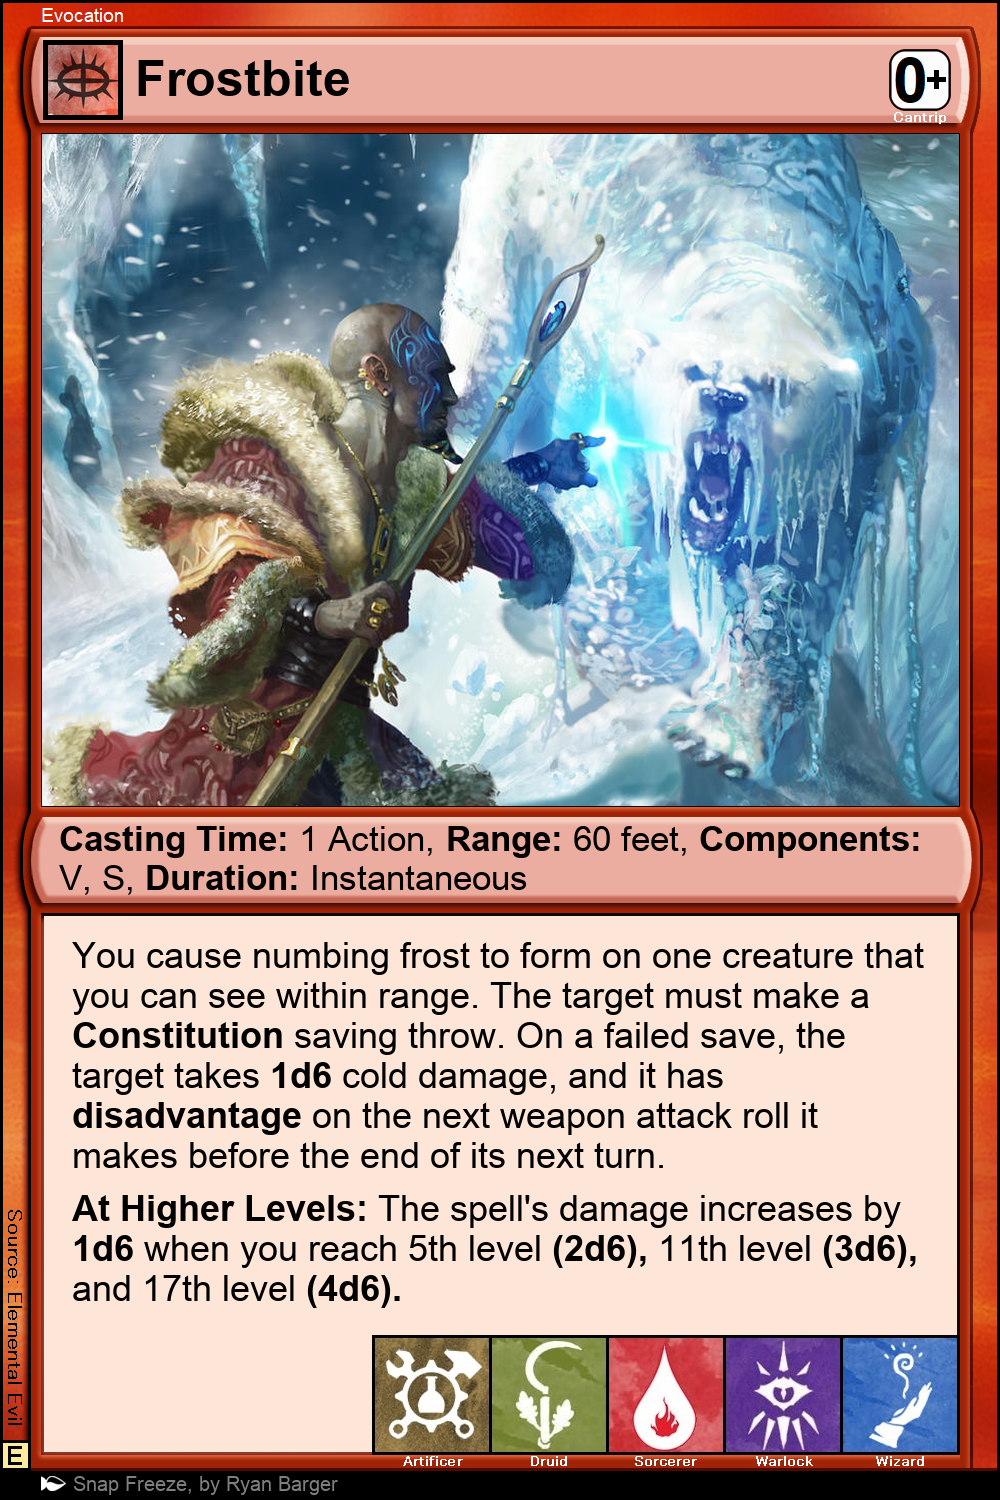 Evocation
Frostbite
0+
Cantrip
Casting Time: 1 Action, Range: 60 feet, Components:
V, S, Duration: Instantaneous
You cause numbing frost to form on one creature that
you can see within range. The target must make a
Constitution saving throw. On a failed save, the
target takes 1d6 cold damage, and it has
disadvantage on the next weapon attack roll it
makes before the end of its next turn.
At Higher Levels: The spell's damage increases by
1d6 when you reach 5th level (2d6), 11th level (3d6),
and 17th level (4d6).
Artificer
Druid
Sorcerer
Warlock
Wizard
Source: Elemental Evil
E
Snap Freeze, by Ryan Barger